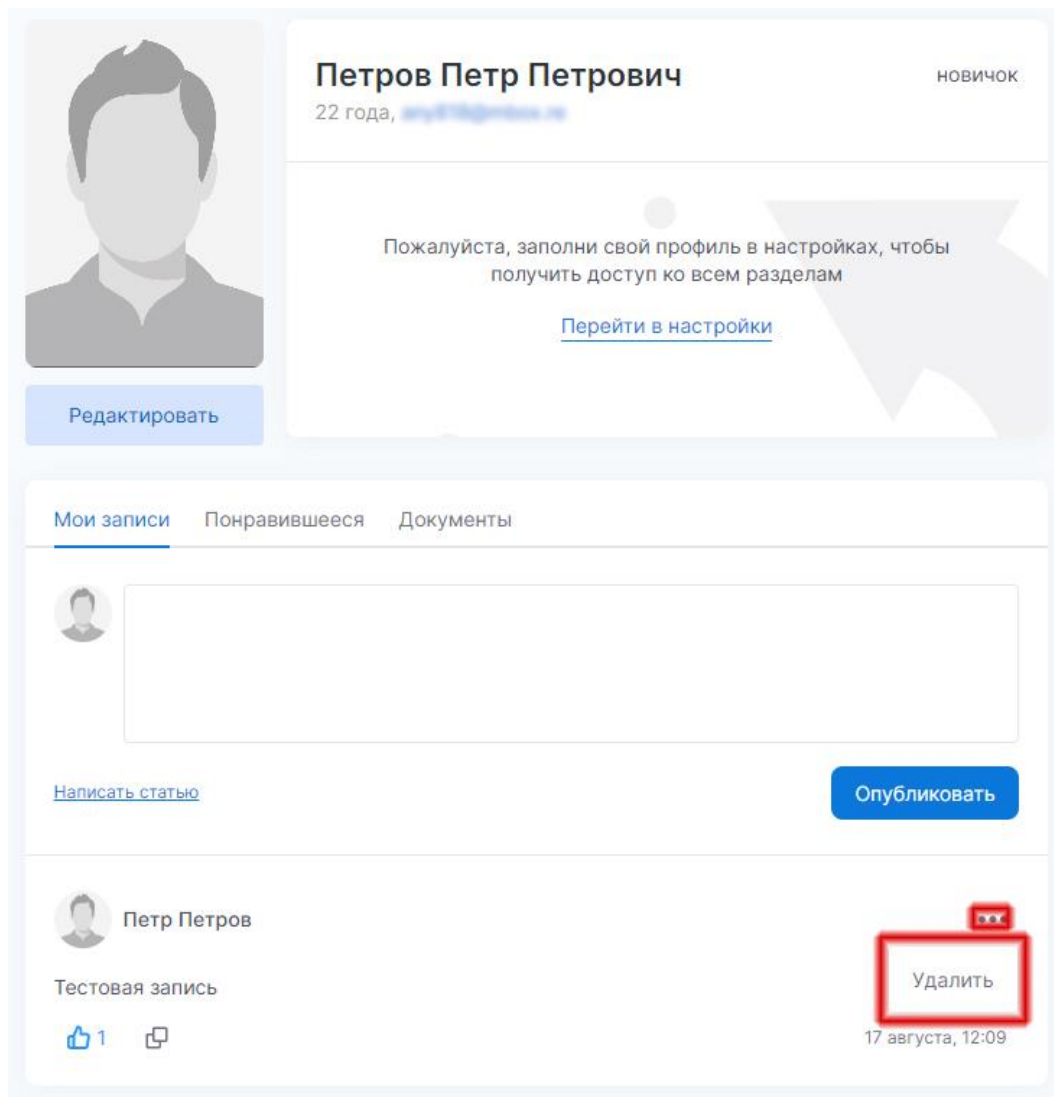 Петров Петр Петрович
новичок
22 года,
Пожалуйста, заполни свой профиль в настройках, чтобы
получить доступ ко всем разделам
Перейти в настройки
Редактировать
Мои записи Понравившееся Документы
Написать статью
Опубликовать
Петр Петров
Тестовая запись
Удалить
1
17 августа, 12:09